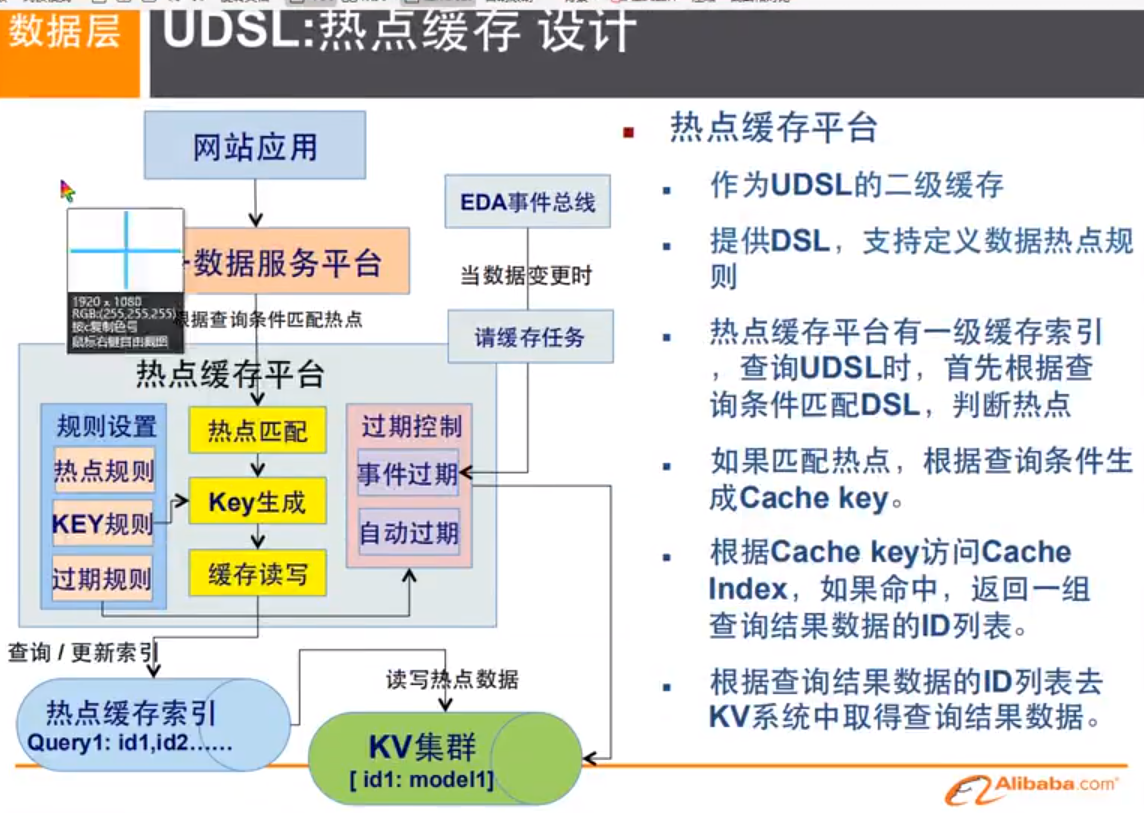 数据层
UDSL:热点缓存 设计
网站应用
EDA事件总线
数据服务平台
当数据变更时
1920 x 1080
RGB:(255,255,255)
按c复制色号
鼠标右键自由截图
根据查询条件匹配热点
请缓存任务
热点缓存平台
规则设置
热点匹配
过期控制
热点规则
事件过期
KEY规则
Key生成
自动过期
过期规则
缓存读写
查询 / 更新索引
读写热点数据
热点缓存索引
Query1: id1,id2……
KV集群
[ id1: model1]
热点缓存平台
作为UDSL的二级缓存
提供DSL，支持定义数据热点规
则
热点缓存平台有一级缓存索引
，查询UDSL时，首先根据查
询条件匹配DSL，判断热点
如果匹配热点，根据查询条件生
成Cache key。
根据Cache key访问Cache
Index，如果命中，返回一组
查询结果数据的ID列表。
根据查询结果数据的ID列表去
KV系统中取得查询结果数据。
Alibaba.com